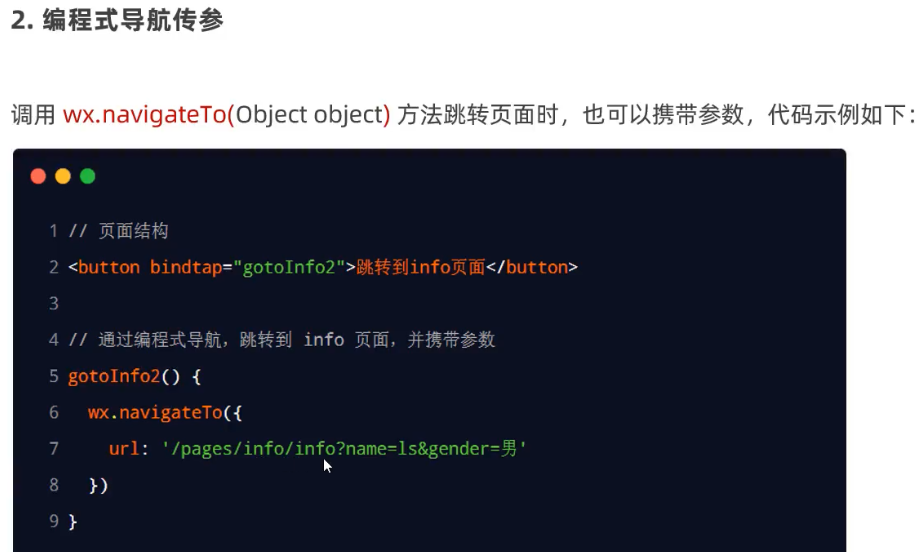 2. 编程式导航传参
调用 wx.navigateTo(Object object) 方法跳转页面时，也可以携带参数，代码示例如下：
1 // 页面结构
2 <button bindtap="gotoInfo2">跳转到info页面</button>
3
4 // 通过编程式导航，跳转到 info 页面，并携带参数
5 gotoInfo2() {
6   wx.navigateTo({
7     url: '/pages/info/info?name=ls&gender=男'
8   })
9 }